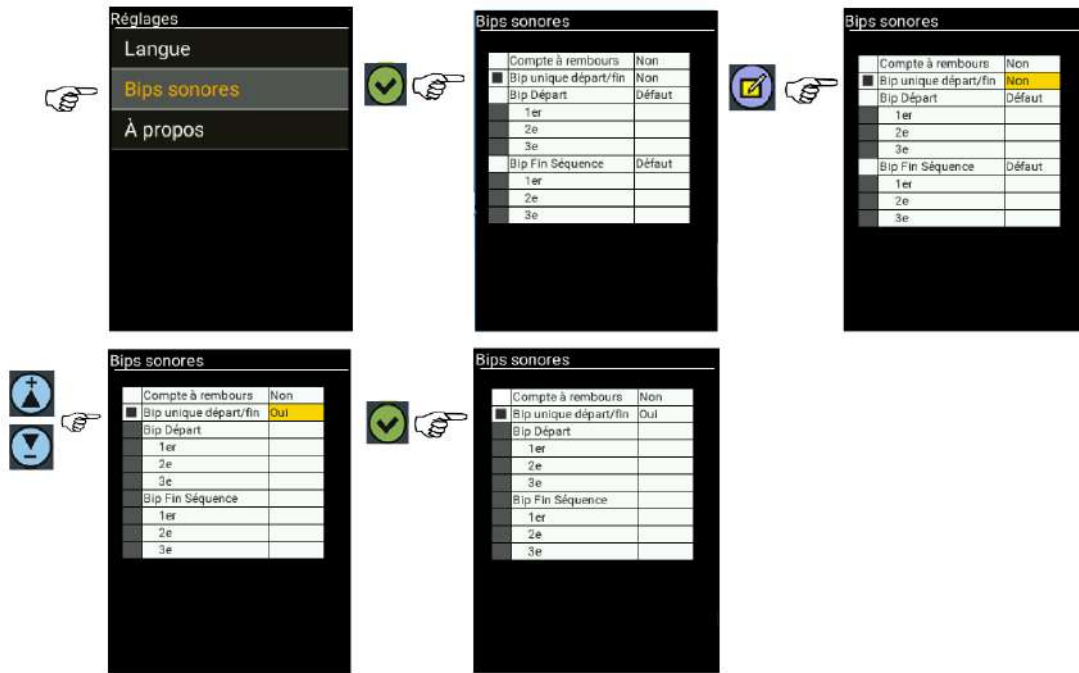 Réglages
Langue
Bips sonores
À propos
Bips sonores
Compte à rembours Non
Bip unique départ/fin Non
Bip Départ Défaut
1er
2e
3e
Bip Fin Séquence Défaut
1er
2e
3e
Bips sonores
Compte à rembours Non
Bip unique départ/fin Non
Bip Départ Défaut
1er
2e
3e
Bip Fin Séquence Défaut
1er
2e
3e
Bips sonores
Compte à rembours Non
Bip unique départ/fin Oui
Bip Départ
1er
2e
3e
Bip Fin Séquence
1er
2e
3e
Bips sonores
Compte à rembours Non
Bip unique départ/fin Oui
Bip Départ
1er
2e
3e
Bip Fin Séquence
1er
2e
3e